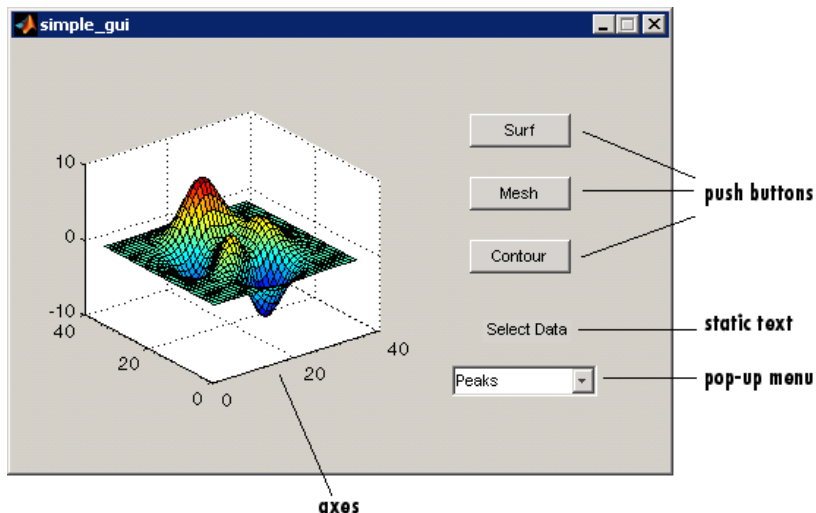 simple_gui
Surf
Mesh
Contour
push buttons
Select Data
static text
Peaks
pop-up menu
10
0
-10
40
20
0
0
20
40
axes